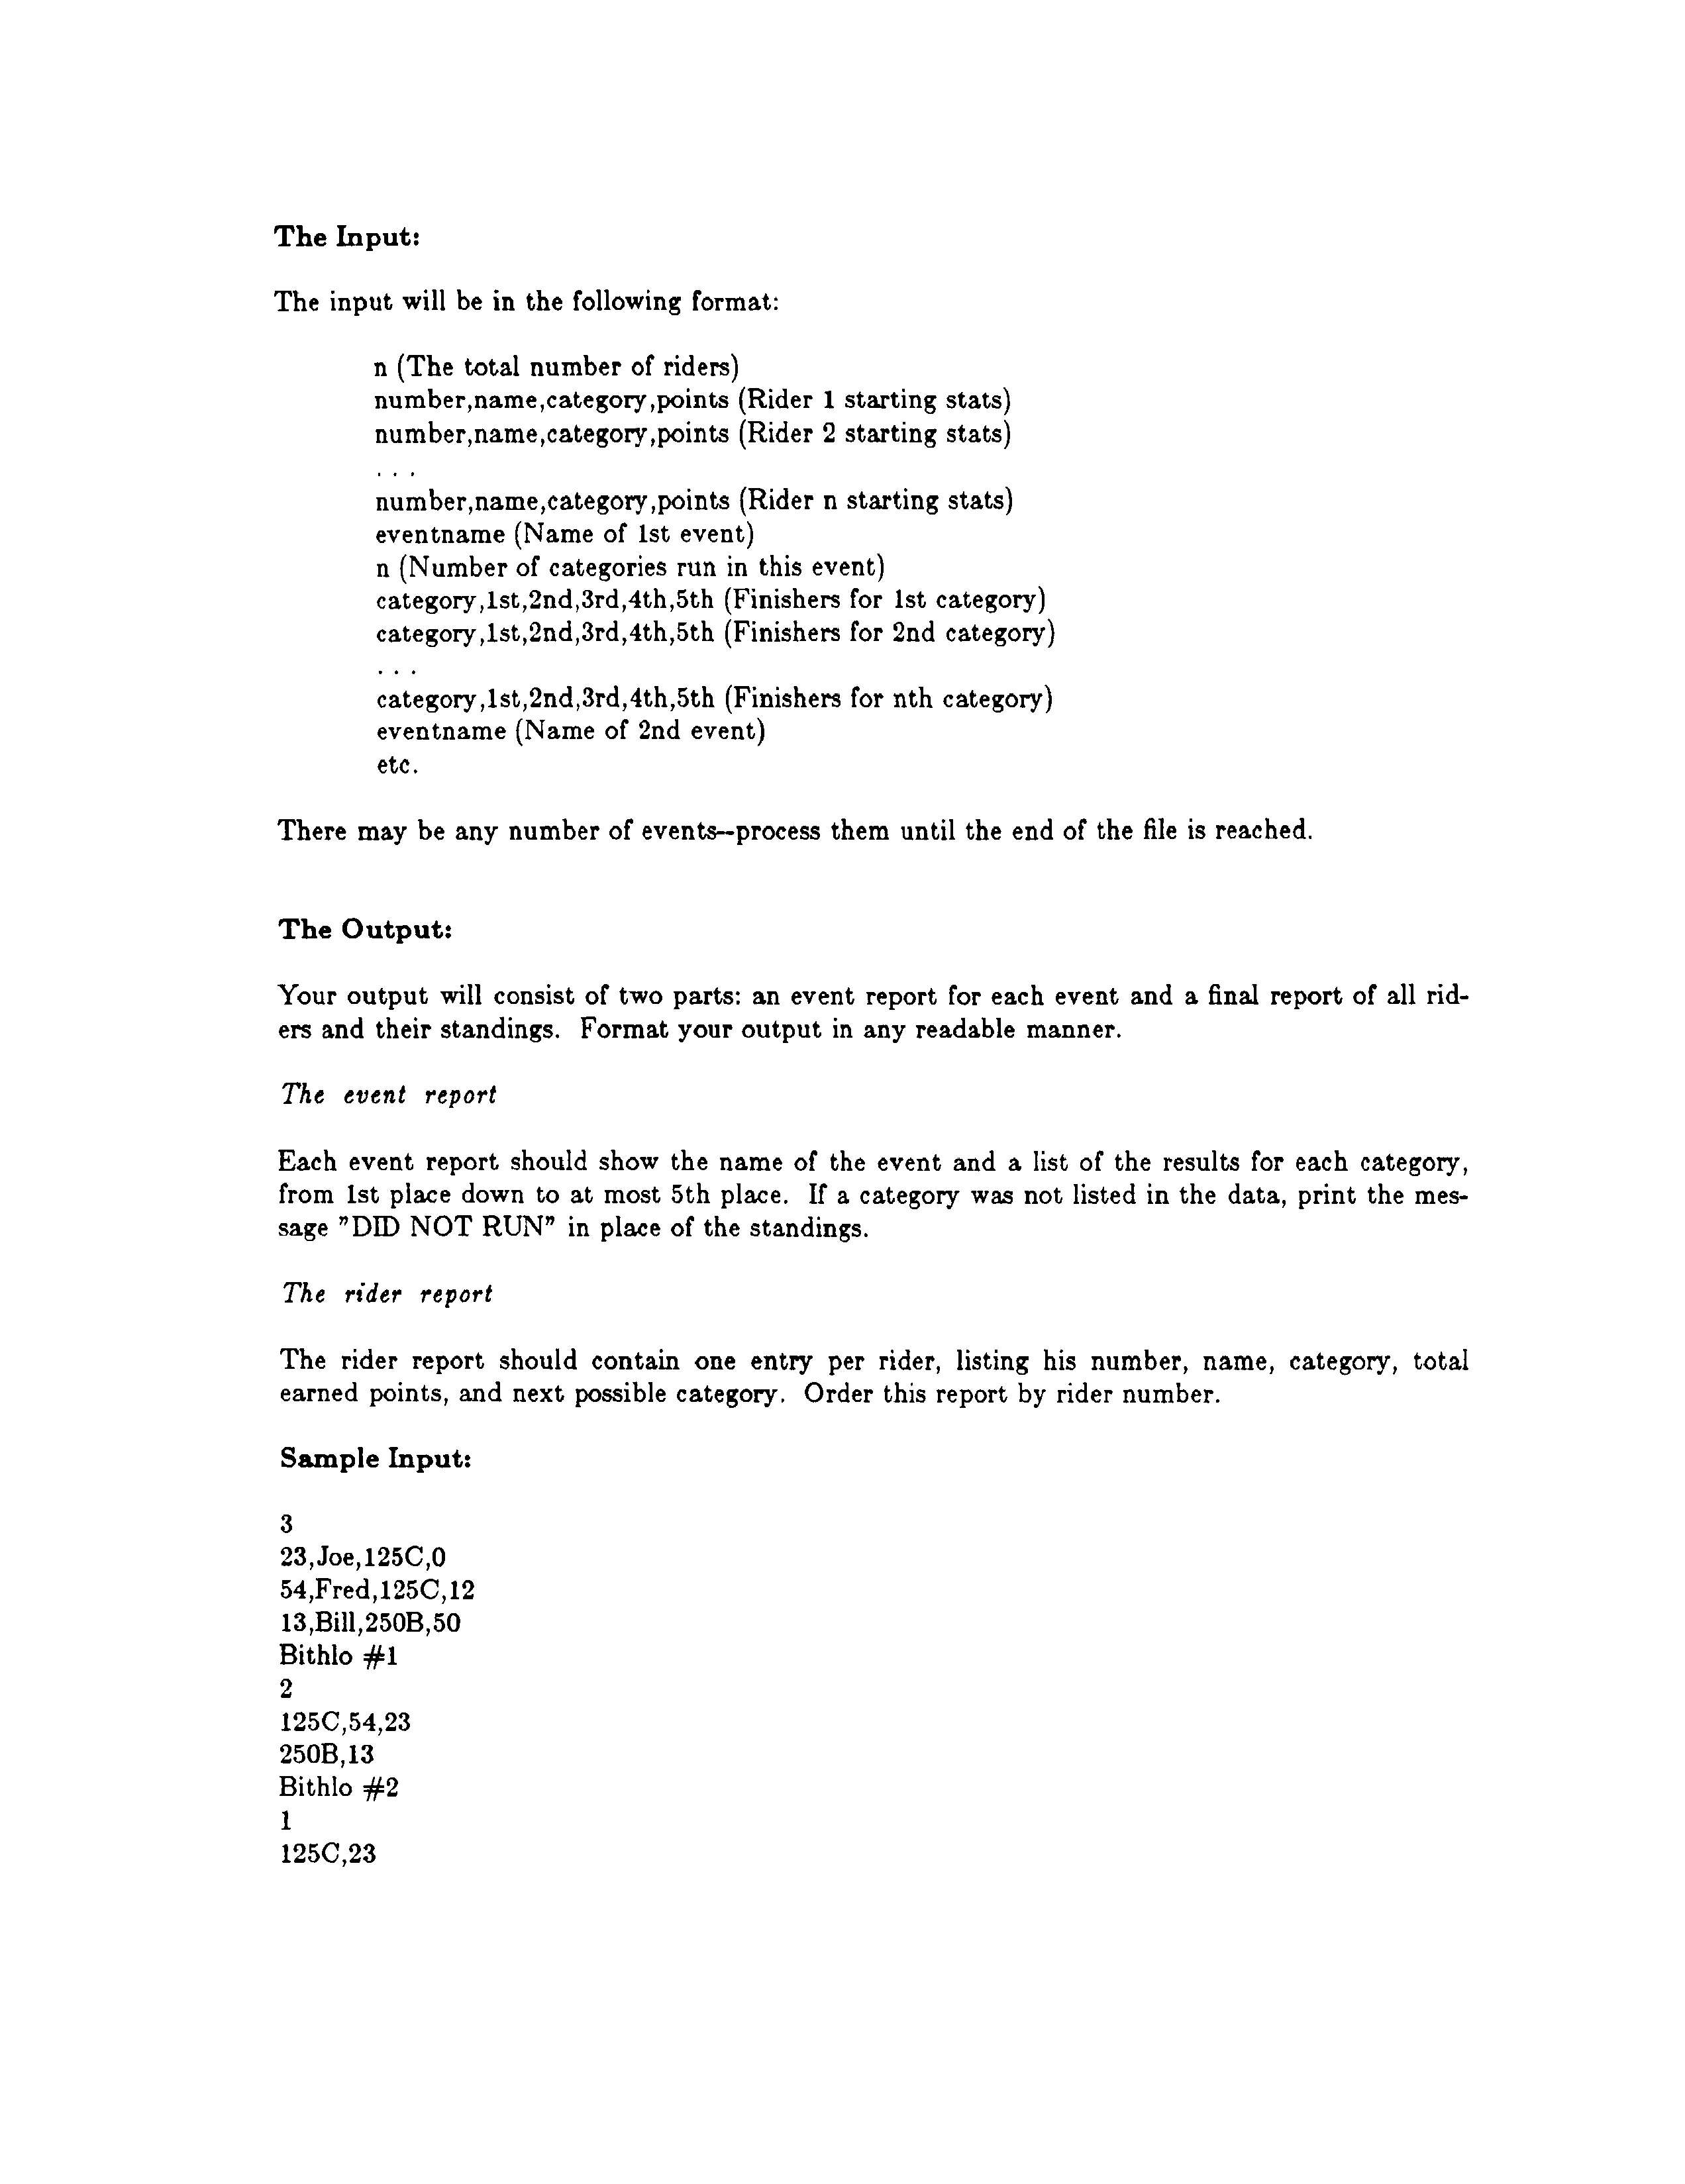 The Input:
The input will be in the following format:
n (The total number of riders)
number,name,category,points (Rider 1 starting stats)
number,name,category,points (Rider 2 starting stats)
. . .
number,name,category,points (Rider n starting stats)
eventname (Name of 1st event)
n (Number of categories run in this event)
category,1st,2nd,3rd,4th,5th (Finishers for 1st category)
category,1st,2nd,3rd,4th,5th (Finishers for 2nd category)
. . .
category,1st,2nd,3rd,4th,5th (Finishers for nth category)
eventname (Name of 2nd event)
etc.
There may be any number of events--process them until the end of the file is reached.
The Output:
Your output will consist of two parts: an event report for each event and a final report of all rid-
ers and their standings. Format your output in any readable manner.
The event report
Each event report should show the name of the event and a list of the results for each category,
from 1st place down to at most 5th place. If a category was not listed in the data, print the mes-
sage "DID NOT RUN" in place of the standings.
The rider report
The rider report should contain one entry per rider, listing his number, name, category, total
earned points, and next possible category. Order this report by rider number.
Sample Input:
3
23,Joe,125C,0
54,Fred,125C,12
13,Bill,250B,50
Bithlo #1
2
125C,54,23
250B,13
Bithlo #2
1
125C,23